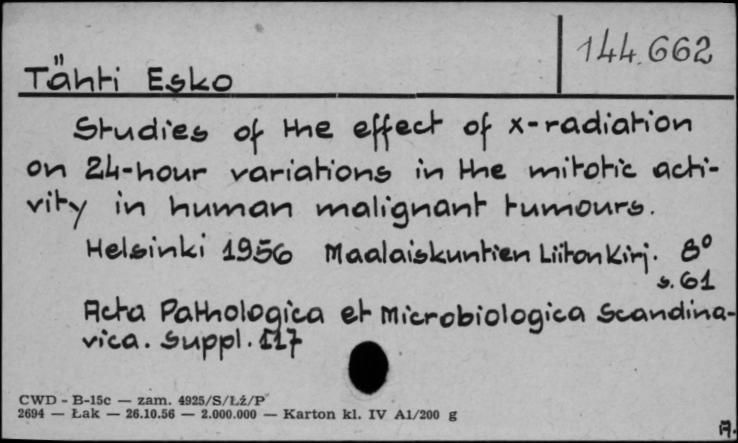 144.662
Tähti Esko
Studies of the effect of x-radiation
on 24-hour variations in the mitotic acti-
vity in human malignant tumours.
Helsinki 1956 Maalaiskuntien Liiton Kirj. 8⁰
s. 61
Acta Pathologica et Microbiologica Scandina-
vica. Suppl. 117
CWD - B-15c — zam. 4925/S/Łź/P
2694 — Łak — 26.10.56 — 2.000.000 — Karton kl. IV A1/200 g
A.